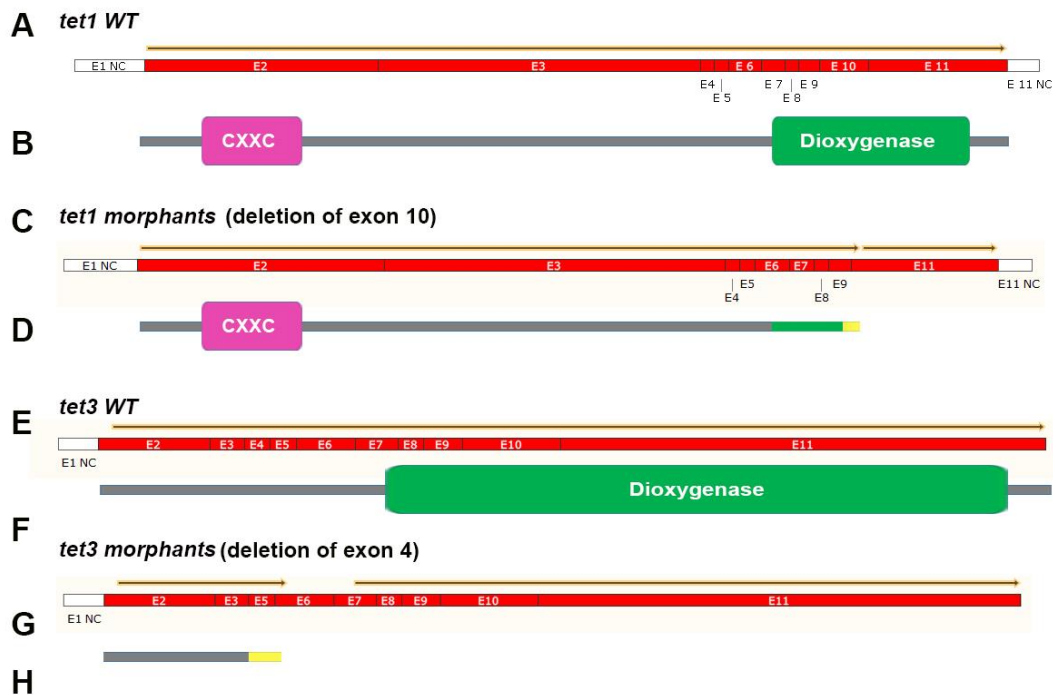 A tet1 WT
E1 NC E2 E3 E 6 E 10 E 11
E4 E 7 E 9 E 11 NC
E 5 E 8
B CXXC Dioxygenase
C tet1 morphants (deletion of exon 10)
E1 NC E2 E3 E6 E7 E11
E5 E9 E11 NC
E4 E8
D CXXC
tet3 WT
E
E2 E3 E4 E5 E6 E7 E8 E9 E10 E11
E1 NC
Dioxygenase
F
tet3 morphants (deletion of exon 4)
E2 E3 E5 E6 E7 E8 E9 E10 E11
E1 NC
G
H